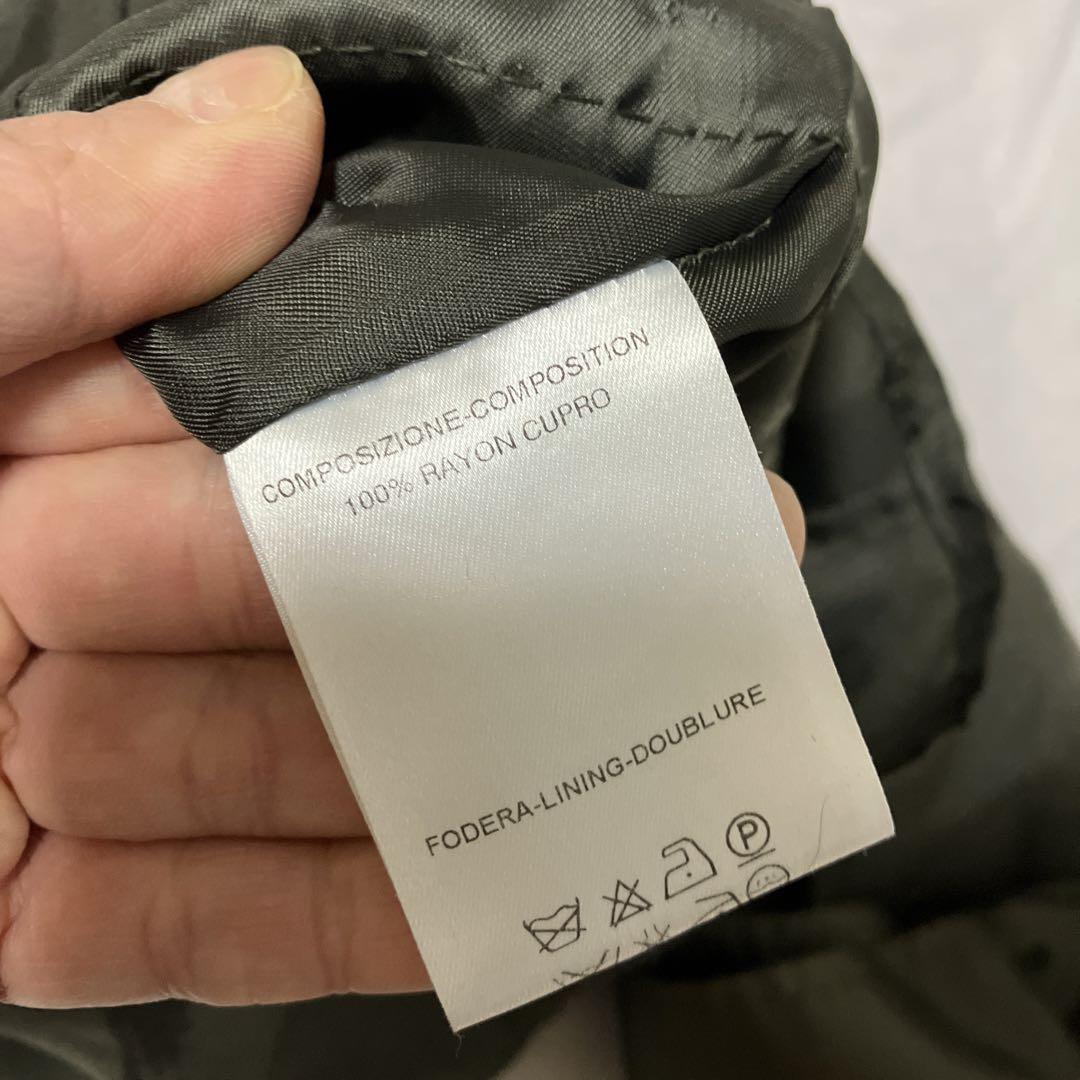 COMPOSIZIONE-COMPOSITION
100% RAYON CUPRO
FODERA-LINING-DOUBLURE
P